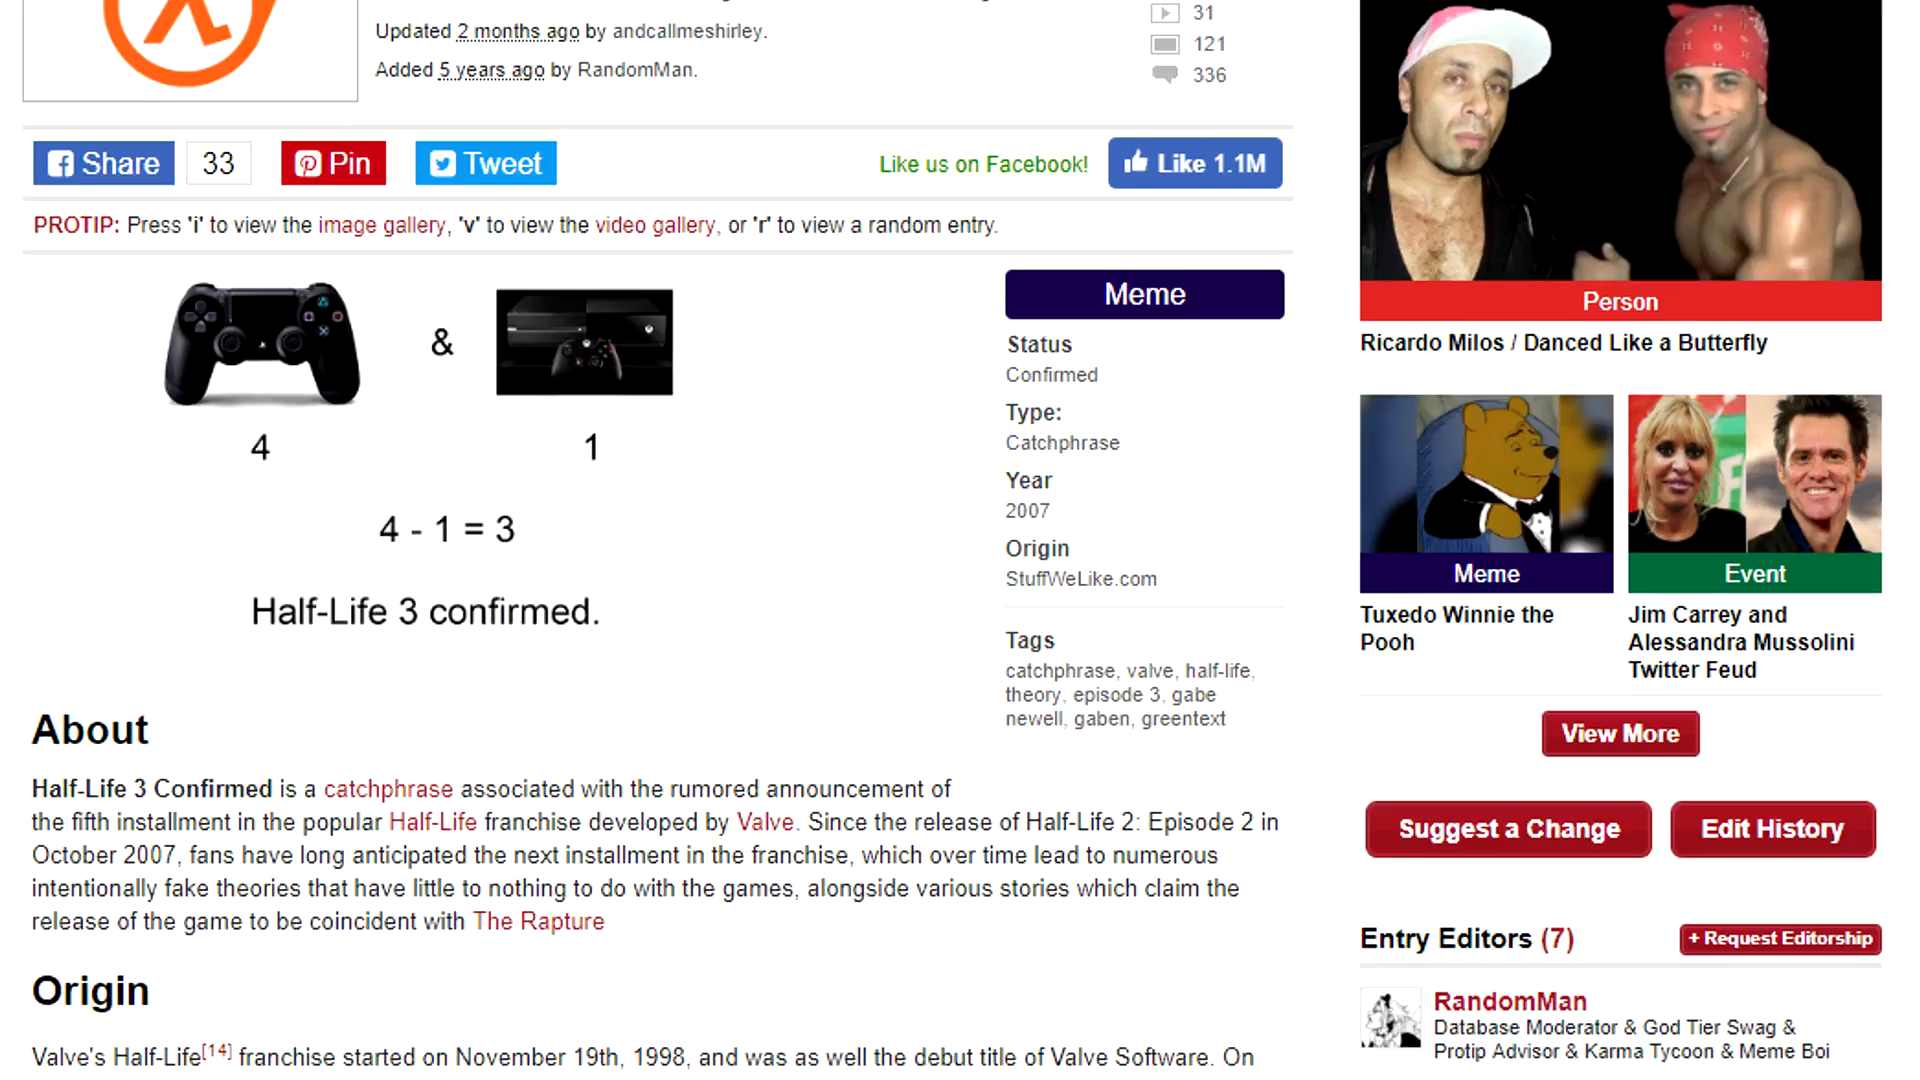 Updated 2 months ago by andcallmeshirley.
Added 5 years ago by RandomMan.
31
121
336
Share
33
Pin
Tweet
Like us on Facebook!
Like 1.1M
PROTIP: Press 'i' to view the image gallery, 'v' to view the video gallery, or 'r' to view a random entry.
&
4
1
4 - 1 = 3
Half-Life 3 confirmed.
Meme
Status
Confirmed
Type:
Catchphrase
Year
2007
Origin
StuffWeLike.com
Tags
catchphrase, valve, half-life,
theory, episode 3, gabe
newell, gaben, greentext
About
Half-Life 3 Confirmed is a catchphrase associated with the rumored announcement of
the fifth installment in the popular Half-Life franchise developed by Valve. Since the release of Half-Life 2: Episode 2 in
October 2007, fans have long anticipated the next installment in the franchise, which over time lead to numerous
intentionally fake theories that have little to nothing to do with the games, alongside various stories which claim the
release of the game to be coincident with The Rapture
Origin
Valve's Half-Life[14] franchise started on November 19th, 1998, and was as well the debut title of Valve Software. On
Person
Ricardo Milos / Danced Like a Butterfly
Meme
Tuxedo Winnie the
Pooh
Event
Jim Carrey and
Alessandra Mussolini
Twitter Feud
View More
Suggest a Change
Edit History
Entry Editors (7)
+ Request Editorship
RandomMan
Database Moderator & God Tier Swag &
Protip Advisor & Karma Tycoon & Meme Boi